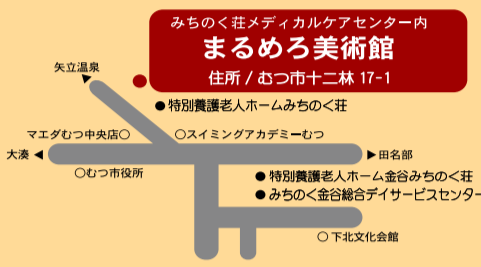 みちのく荘メディカルケアセンター内
まるめろ美術館
住所 / むつ市十二林 17-1
矢立温泉
● 特別養護老人ホームみちのく荘
マエダむつ中央店○
○スイミングアカデミーむつ
大湊 ◀
▶田名部
○むつ市役所
● 特別養護老人ホーム金谷みちのく荘
● みちのく金谷総合デイサービスセンター
○ 下北文化会館